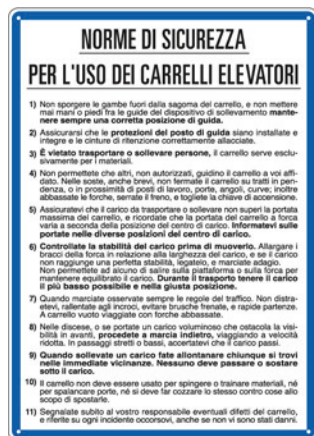 NORME DI SICUREZZA
PER L'USO DEI CARRELLI ELEVATORI
1) Non sporgere le gambe fuori dalla sagoma del carrello, e non mettere
mai mani o piedi fra le guide del dispositivo di sollevamento mante-
nere sempre una corretta posizione di guida.
2) Assicurarsi che le protezioni del posto di guida siano installate e
integre e le cinture di ritenzione correttamente allacciate.
3) È vietato trasportare o sollevare persone, il carrello serve esclu-
sivamente per i materiali.
4) Non permettete che altri, non autorizzati, guidino il carrello a voi affi-
dato. Nelle soste, anche brevi, non fermate il carrello su tratti in pen-
denza, o in prossimità di posti di lavoro, porte, angoli, curve; inoltre
abbassate le forche, serrate il freno, e togliete la chiave di accensione.
5) Assicuratevi che il carico da trasportare o sollevare non superi la portata
massima del carrello, e ricordate che la portata del carrello a forca
varia a seconda della posizione del centro di carico. Informatevi sulle
portate nelle diverse posizioni del centro di carico.
6) Controllate la stabilità del carico prima di muoverlo. Allargare i
bracci della forca in relazione alla larghezza del carico, e se il carico
non raggiunge una perfetta stabilità, legatelo, e marciate adagio.
Non permettete ad alcuno di salire sulla piattaforma o sulla forca per
mantenere equilibrato il carico. Durante il trasporto tenere il carico
il più basso possibile e nella giusta posizione.
7) Quando marciate osservate sempre le regole del traffico. Non distra-
etevi, rallentate agli incroci, evitare brusche frenate, e rapide partenze.
A carrello vuoto viaggiate con forche abbassate.
8) Nelle discese, o se portate un carico voluminoso che ostacola la visibi-
lità in avanti, procedete a marcia indietro, viaggiando a velocità
ridotta. In passaggi stretti o bassi, accertatevi che il carico passi.
9) Quando sollevate un carico fate allontanare chiunque si trovi
nelle immediate vicinanze. Nessuno deve passare o sostare
sotto il carico.
10) Il carrello non deve essere usato per spingere o trainare materiali, né
per spalancare porte, né si deve far cozzare lo stesso contro cose allo
scopo di spostarle.
11) Segnalate subito al vostro responsabile eventuali difetti del carrello,
e riferite su ogni incidente occorsovi, anche se non vi sono stati danni.